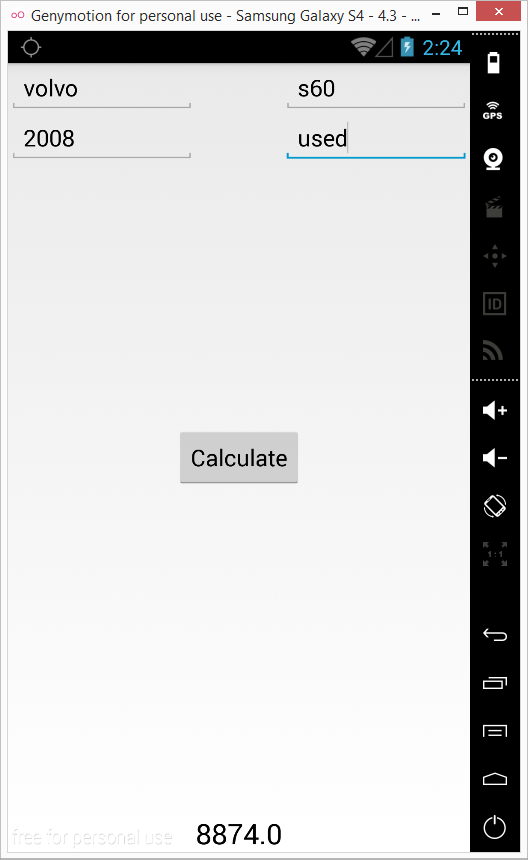 Genymotion for personal use - Samsung Galaxy S4 - 4.3 - ...
2:24
volvo s60
2008 used
GPS
ID
Calculate
1:1
free for personal use
8874.0